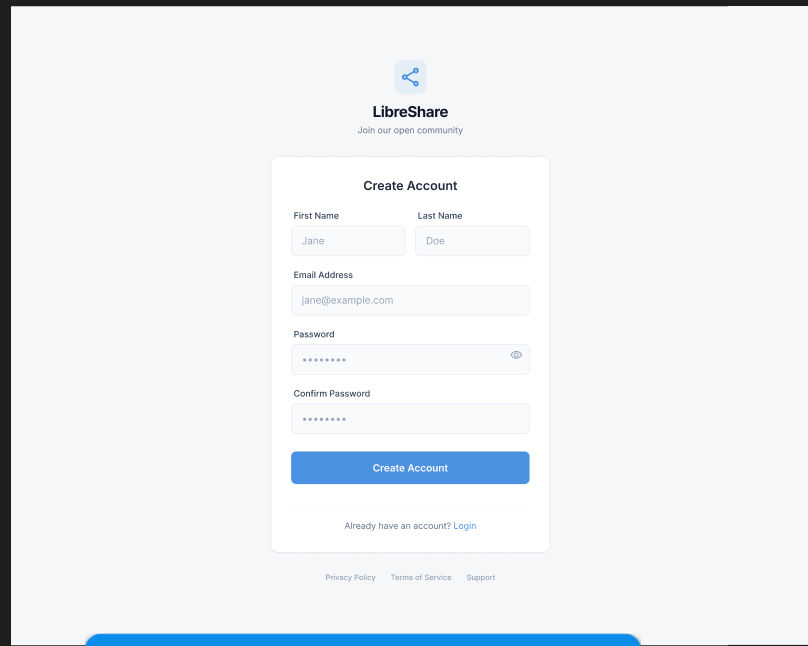 LibreShare
Join our open community
Create Account
First Name Last Name
Jane Doe
Email Address
jane@example.com
Password
••••••••
Confirm Password
••••••••
Create Account
Already have an account? Login
Privacy Policy Terms of Service Support